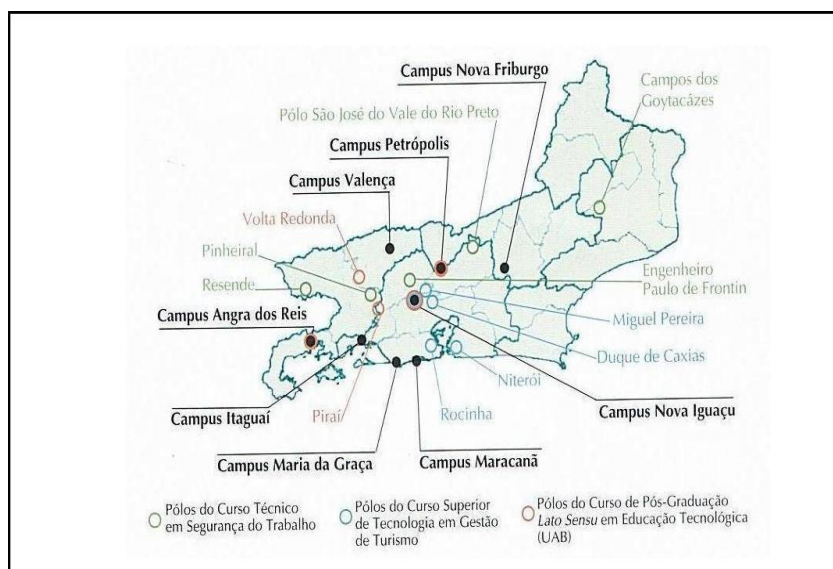 Campus Nova Friburgo
Campos dos
Goytacázes
Pólo São José do Vale do Rio Preto
Campus Petrópolis
Campus Valença
Volta Redonda
Pinheiral
Resende
Engenheiro
Paulo de Frontin
Campus Angra dos Reis
Miguel Pereira
Duque de Caxias
Niterói
Campus Itaguaí
Piraí
Rocinha
Campus Nova Iguaçu
Campus Maria da Graça
Campus Maracanã
Pólos do Curso Técnico
em Segurança do Trabalho
Pólos do Curso Superior
de Tecnologia em Gestão
de Turismo
Pólos do Curso de Pós-Graduação
Lato Sensu em Educação Tecnológica
(UAB)